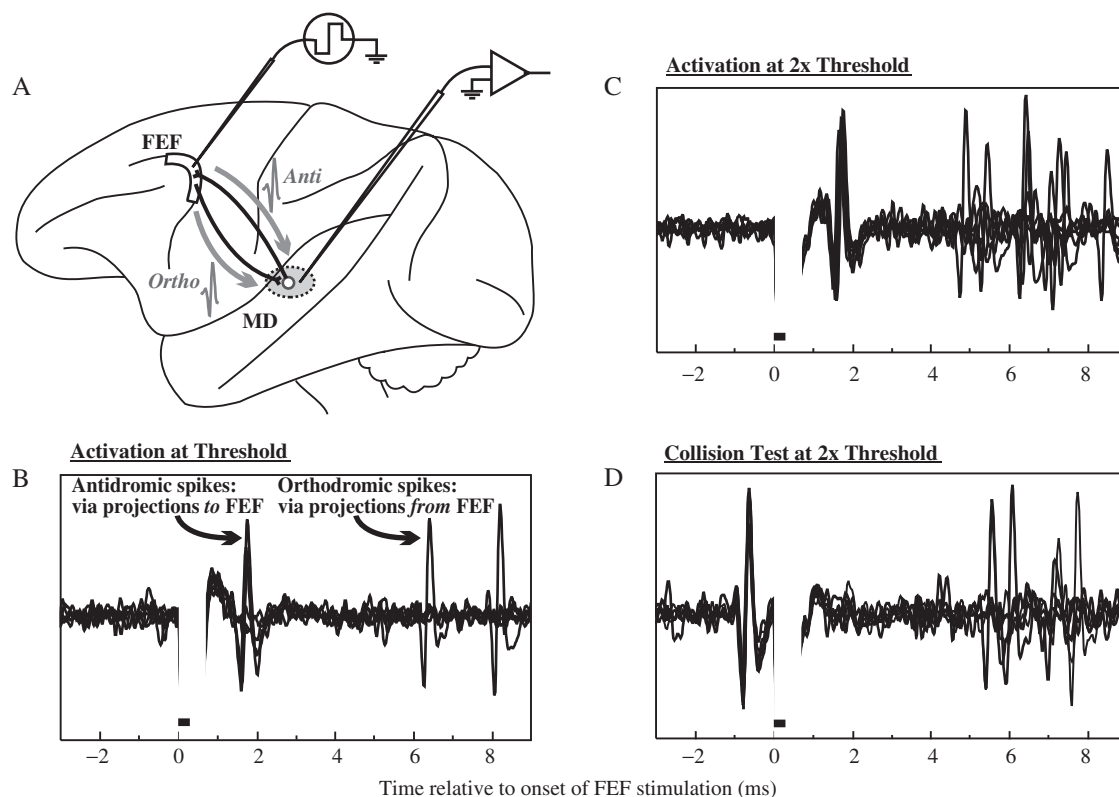 A
FEF
Anti
Ortho
MD
B
Activation at Threshold
Antidromic spikes:
via projections to FEF
Orthodromic spikes:
via projections from FEF
−2 0 2 4 6 8
C
Activation at 2x Threshold
−2 0 2 4 6 8
D
Collision Test at 2x Threshold
−2 0 2 4 6 8
Time relative to onset of FEF stimulation (ms)